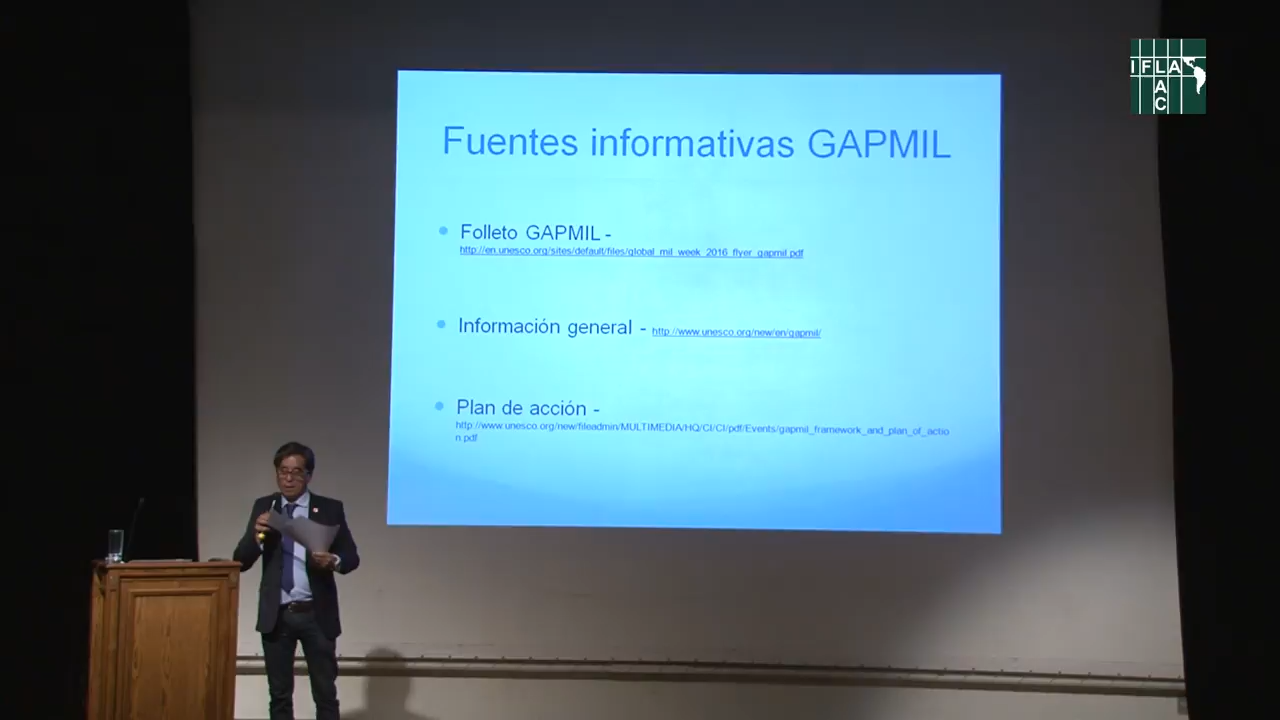 IFLA
A
C
Fuentes informativas GAPMIL
Folleto GAPMIL -
http://en.unesco.org/sites/default/files/global_mil_week_2016_flyer_gapmil.pdf
Información general - http://www.unesco.org/new/en/gapmil/
Plan de acción -
http://www.unesco.org/new/fileadmin/MULTIMEDIA/HQ/CI/CI/pdf/Events/gapmil_framework_and_plan_of_actio
n.pdf